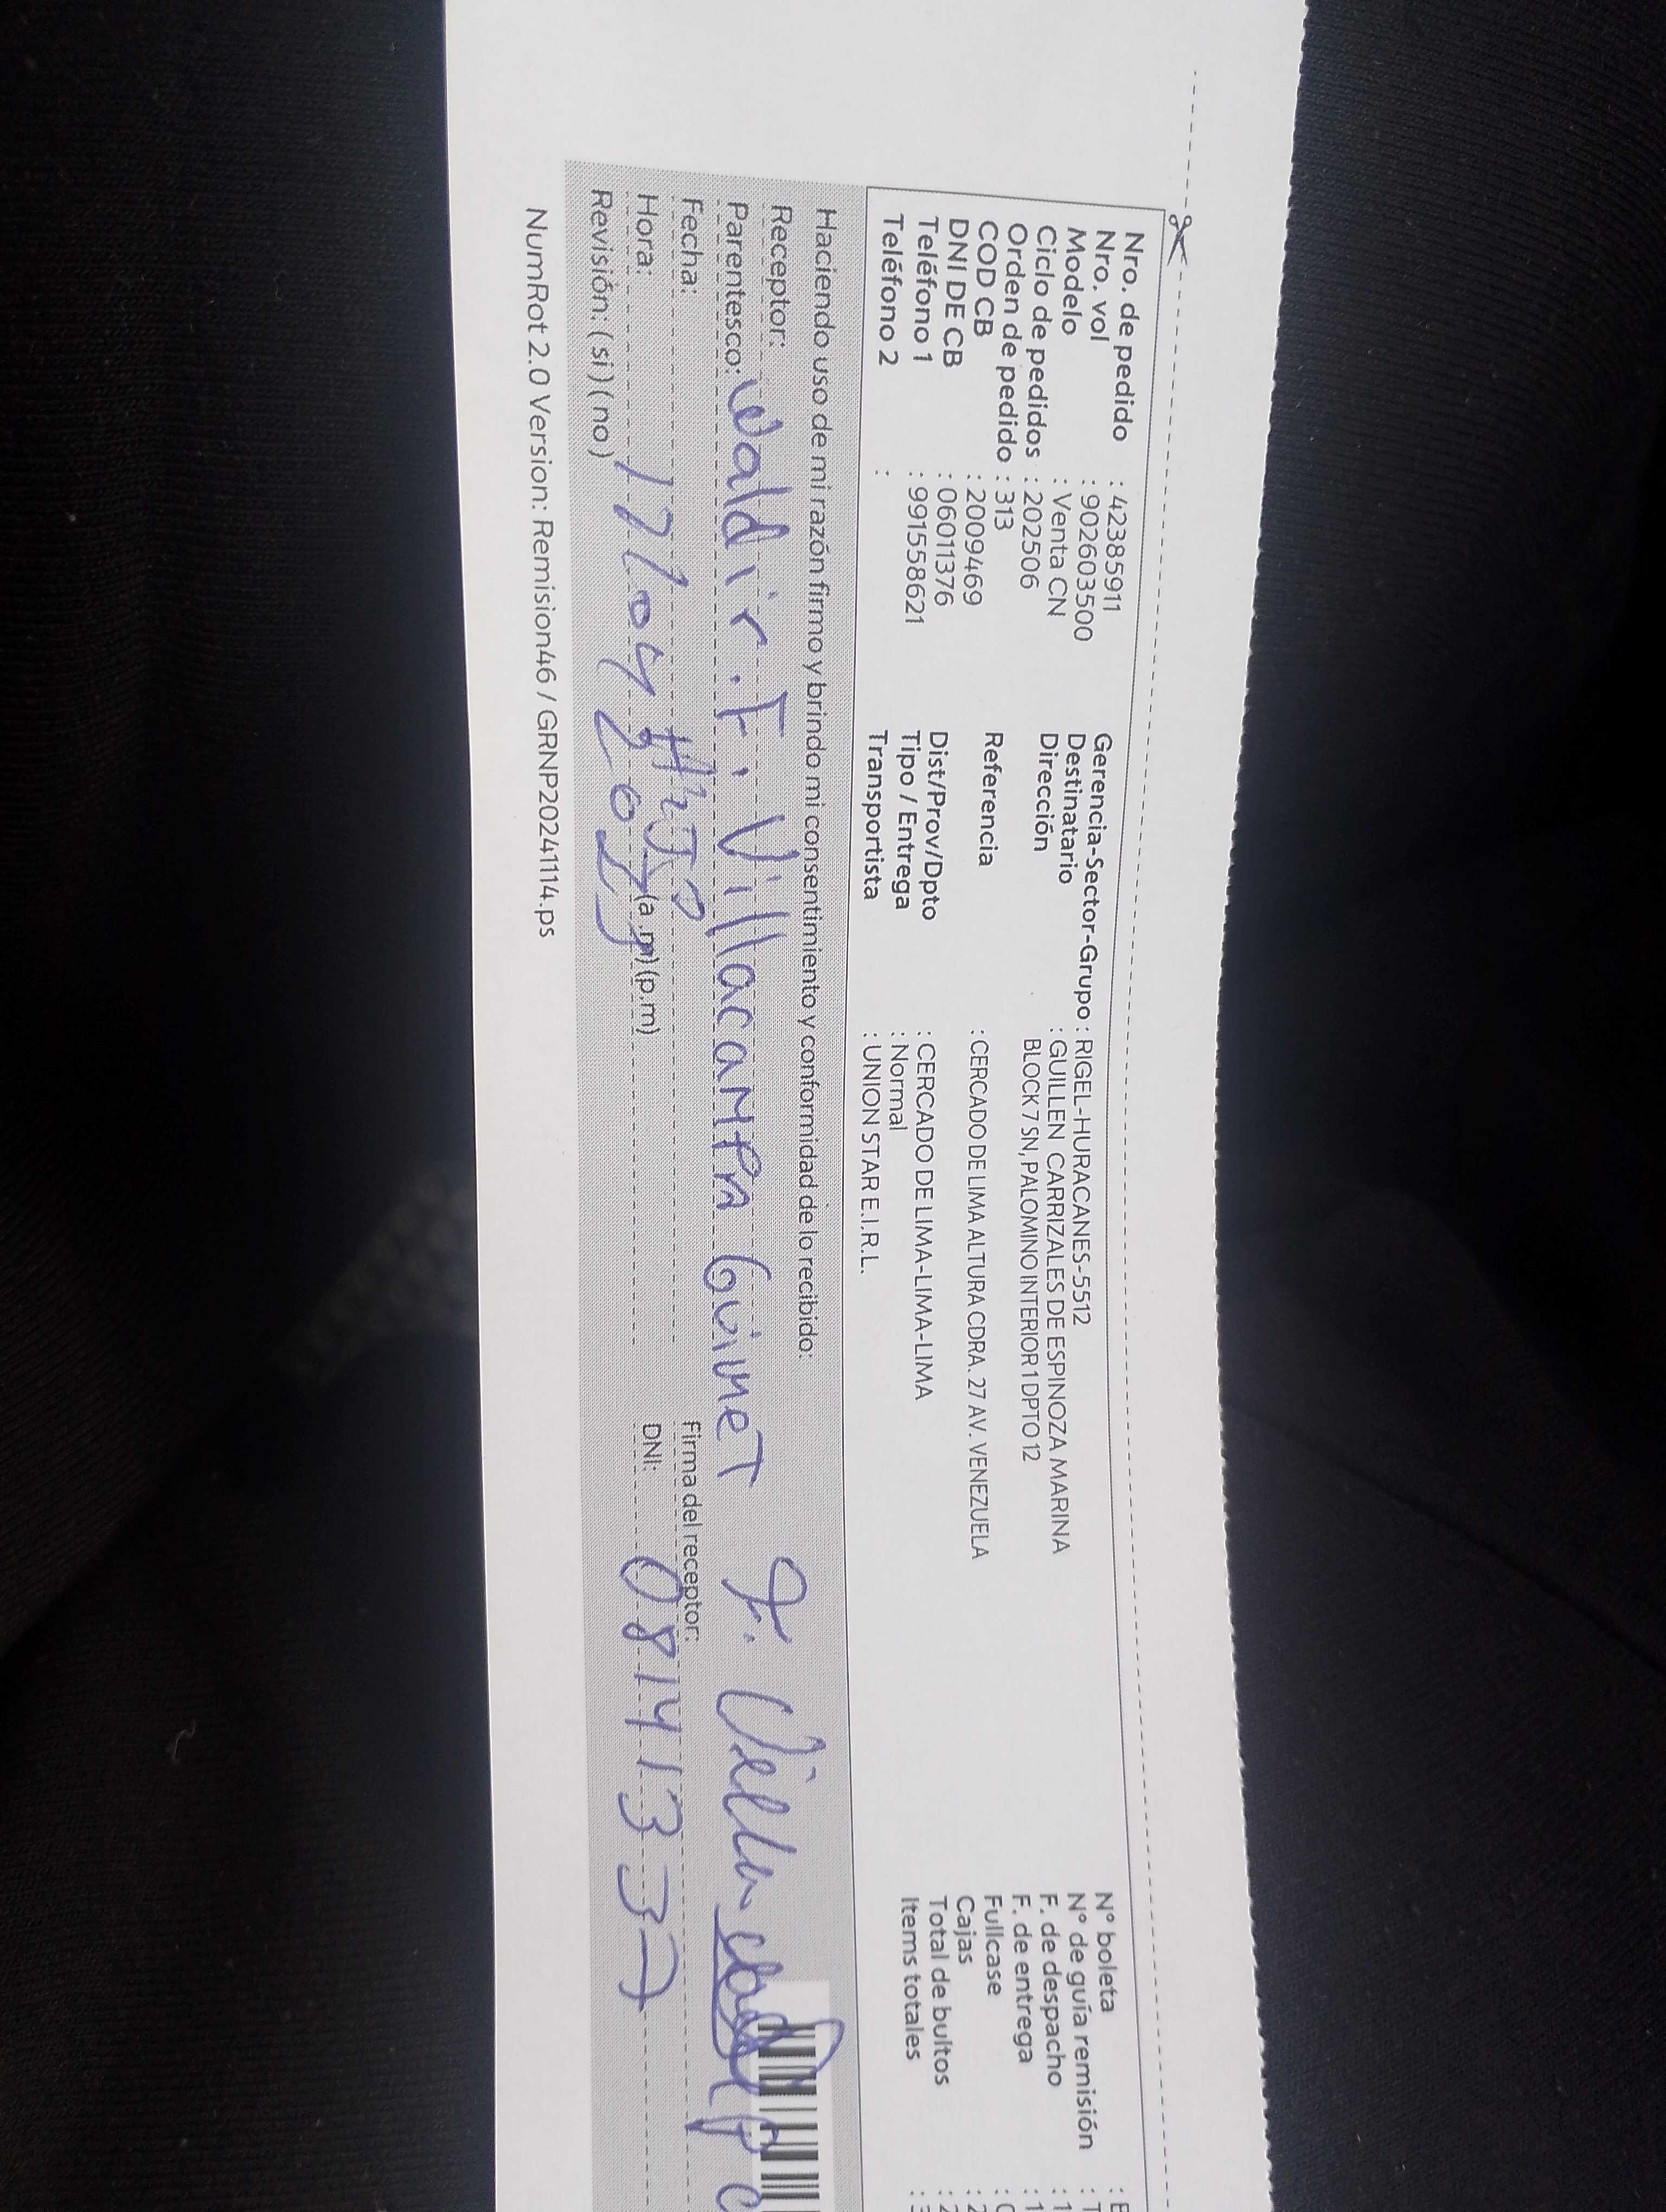 Nro. de pedido : 42385911
Nro. vol : 902603500
Modelo : Venta CN
Ciclo de pedidos : 202506
Orden de pedido : 313
COD CB : 2009469
DNI DE CB : 06011376
Teléfono 1 : 991558621
Teléfono 2 :
Gerencia-Sector-Grupo : RIGEL-HURACANES-5512
Destinatario : GUILLEN CARRIZALES DE ESPINOZA MARINA
Dirección BLOCK 7 SN, PALOMINO INTERIOR 1 DPTO 12
Referencia : CERCADO DE LIMA ALTURA CDRA. 27 AV. VENEZUELA
Dist/Prov/Dpto : CERCADO DE LIMA-LIMA-LIMA
Tipo / Entrega : Normal
Transportista : UNION STAR E.I.R.L.
N° boleta
N° de guía remisión
F. de despacho
F. de entrega
Fullcase
Cajas
Total de bultos
Items totales
Haciendo uso de mi razón firmo y brindo mi consentimiento y conformidad de lo recibido:
Receptor:
Parentesco: Waldir. F. Villacampa Guimet
Fecha:
Hora: 17/04/2025 (a.m) (p.m)
Revisión: ( si ) ( no )
Firma del receptor:
DNI: 08141337
NumRot 2.0 Version: Remision46 / GRNP20241114.ps